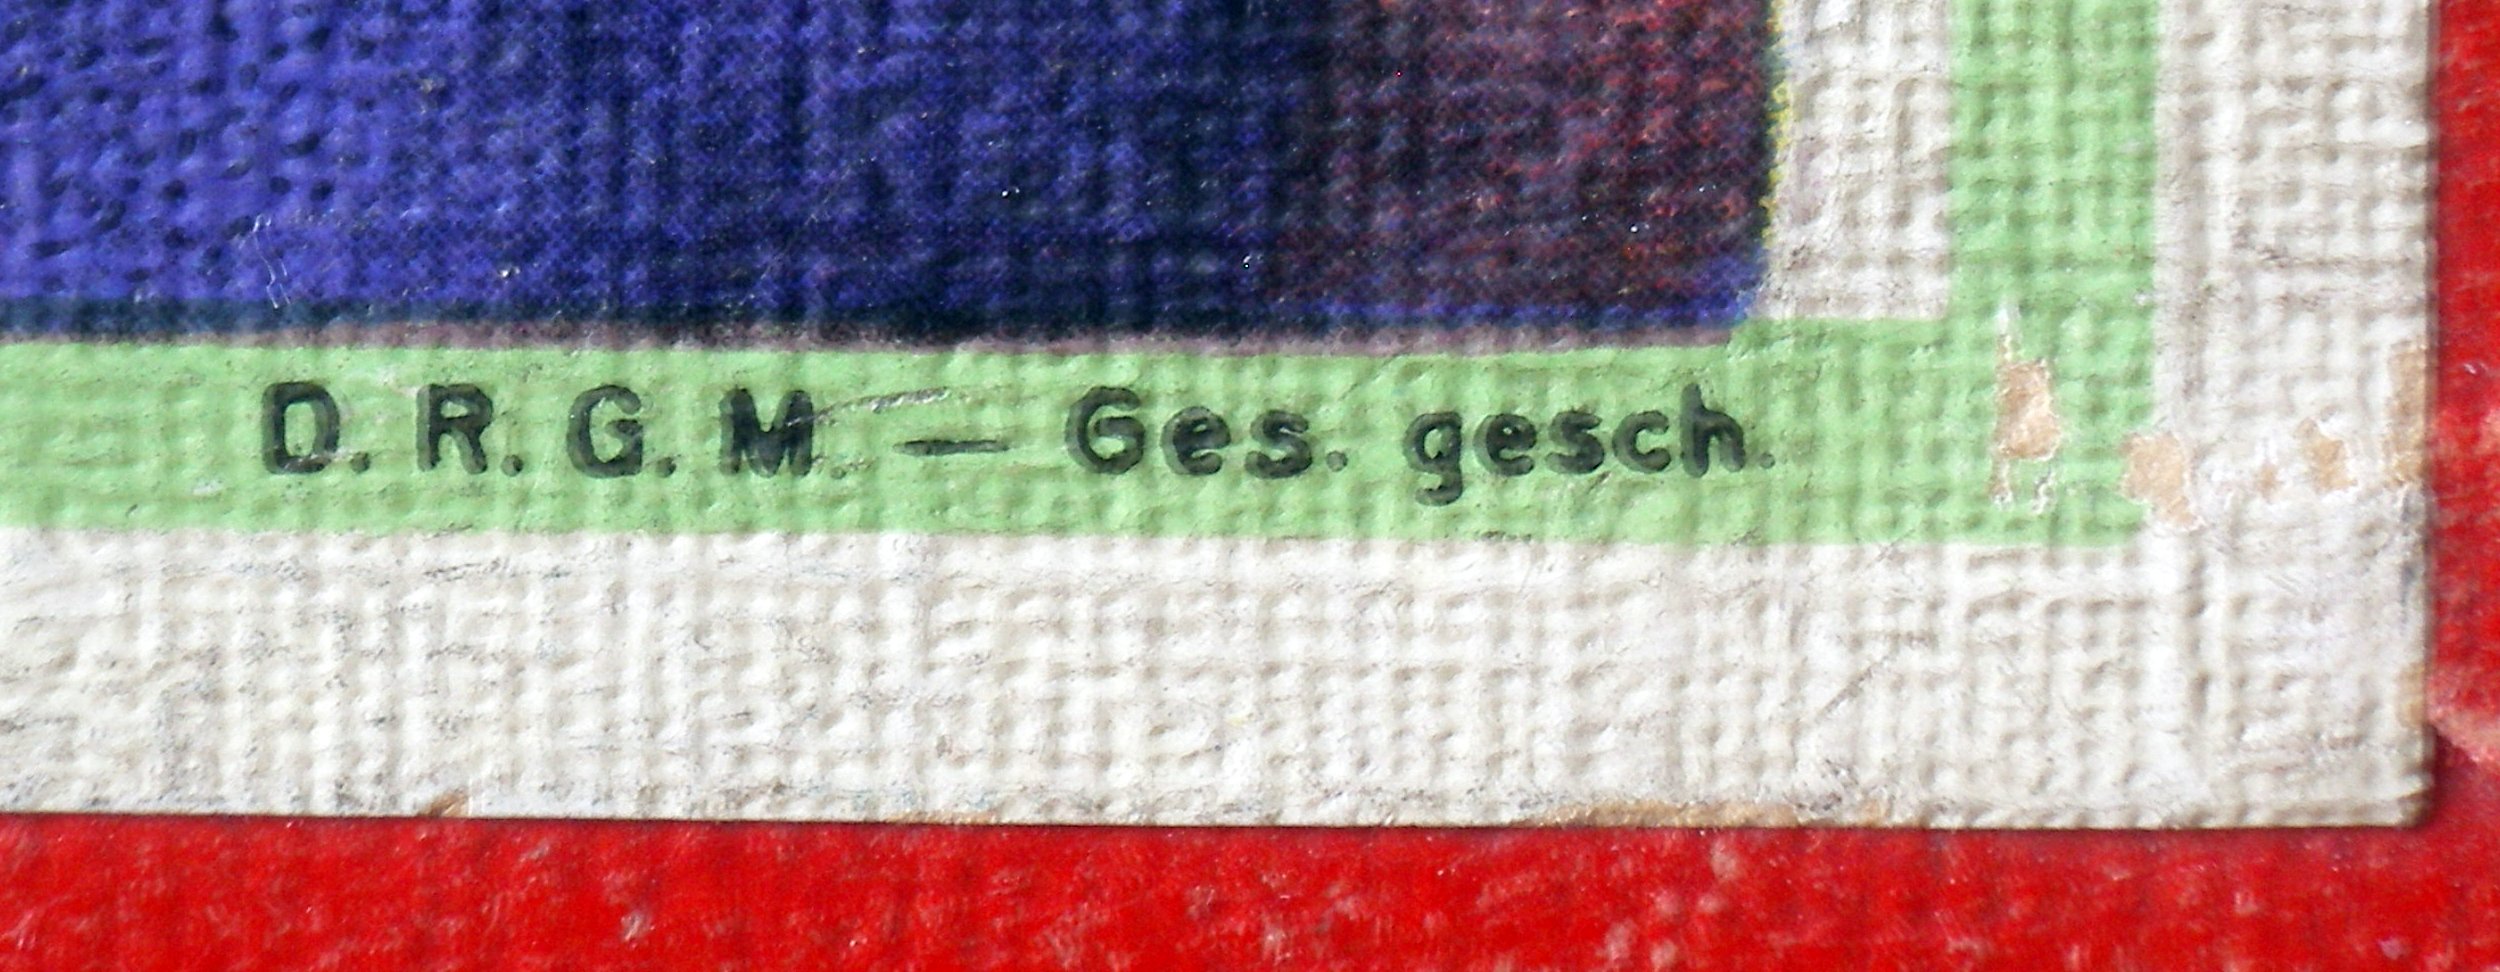 D. R. G. M. — Ges. gesch.